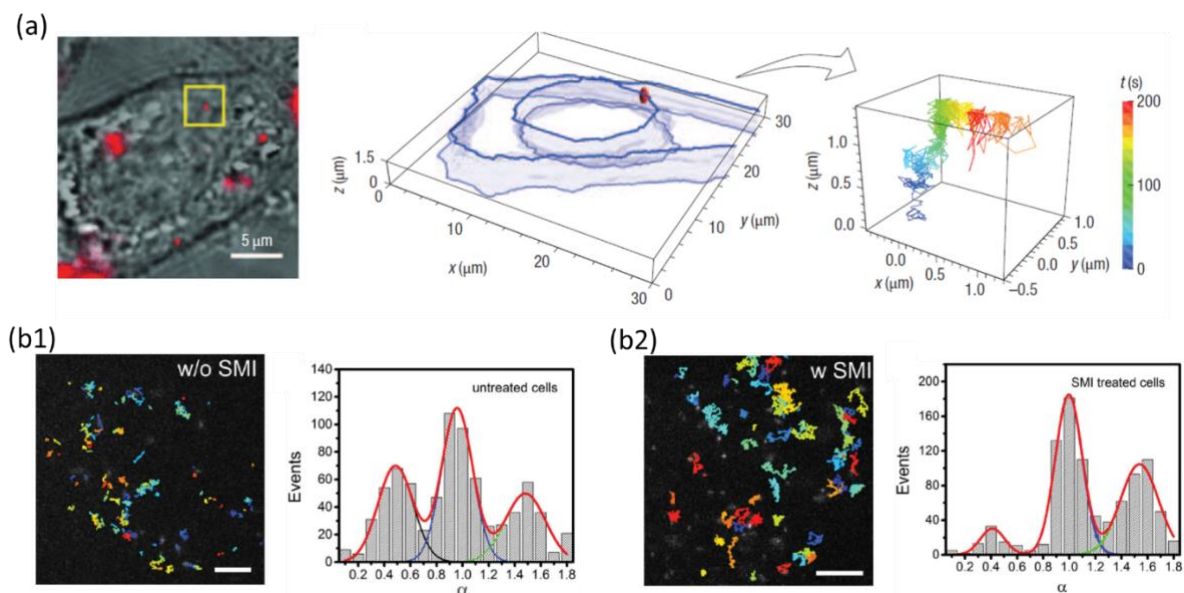 (a)
5 μm
z (μm)
1.5
0
0
10
20
30
x (μm)
0
10
20
30
y (μm)
z (μm)
1.0
0.5
0.0
0.0
0.5
1.0
x (μm)
1.0
0.5
0.0
−0.5
y (μm)
t (s)
200
100
0
(b1)
w/o SMI
Events
140
120
100
80
60
40
20
0
untreated cells
0.2 0.4 0.6 0.8 1.0 1.2 1.4 1.6 1.8
α
(b2)
w SMI
Events
200
160
120
80
40
0
SMI treated cells
0.2 0.4 0.6 0.8 1.0 1.2 1.4 1.6 1.8
α